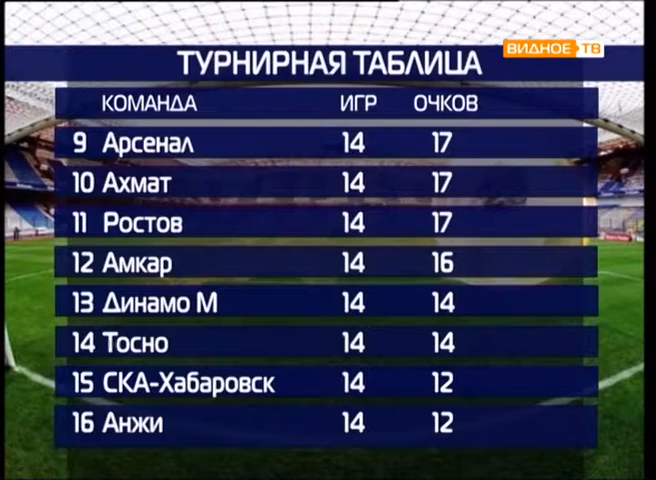 ВИДНОЕ ТВ
ТУРНИРНАЯ ТАБЛИЦА
КОМАНДА ИГР ОЧКОВ
9 Арсенал 14 17
10 Ахмат 14 17
11 Ростов 14 17
12 Амкар 14 16
13 Динамо М 14 14
14 Тосно 14 14
15 СКА-Хабаровск 14 12
16 Анжи 14 12